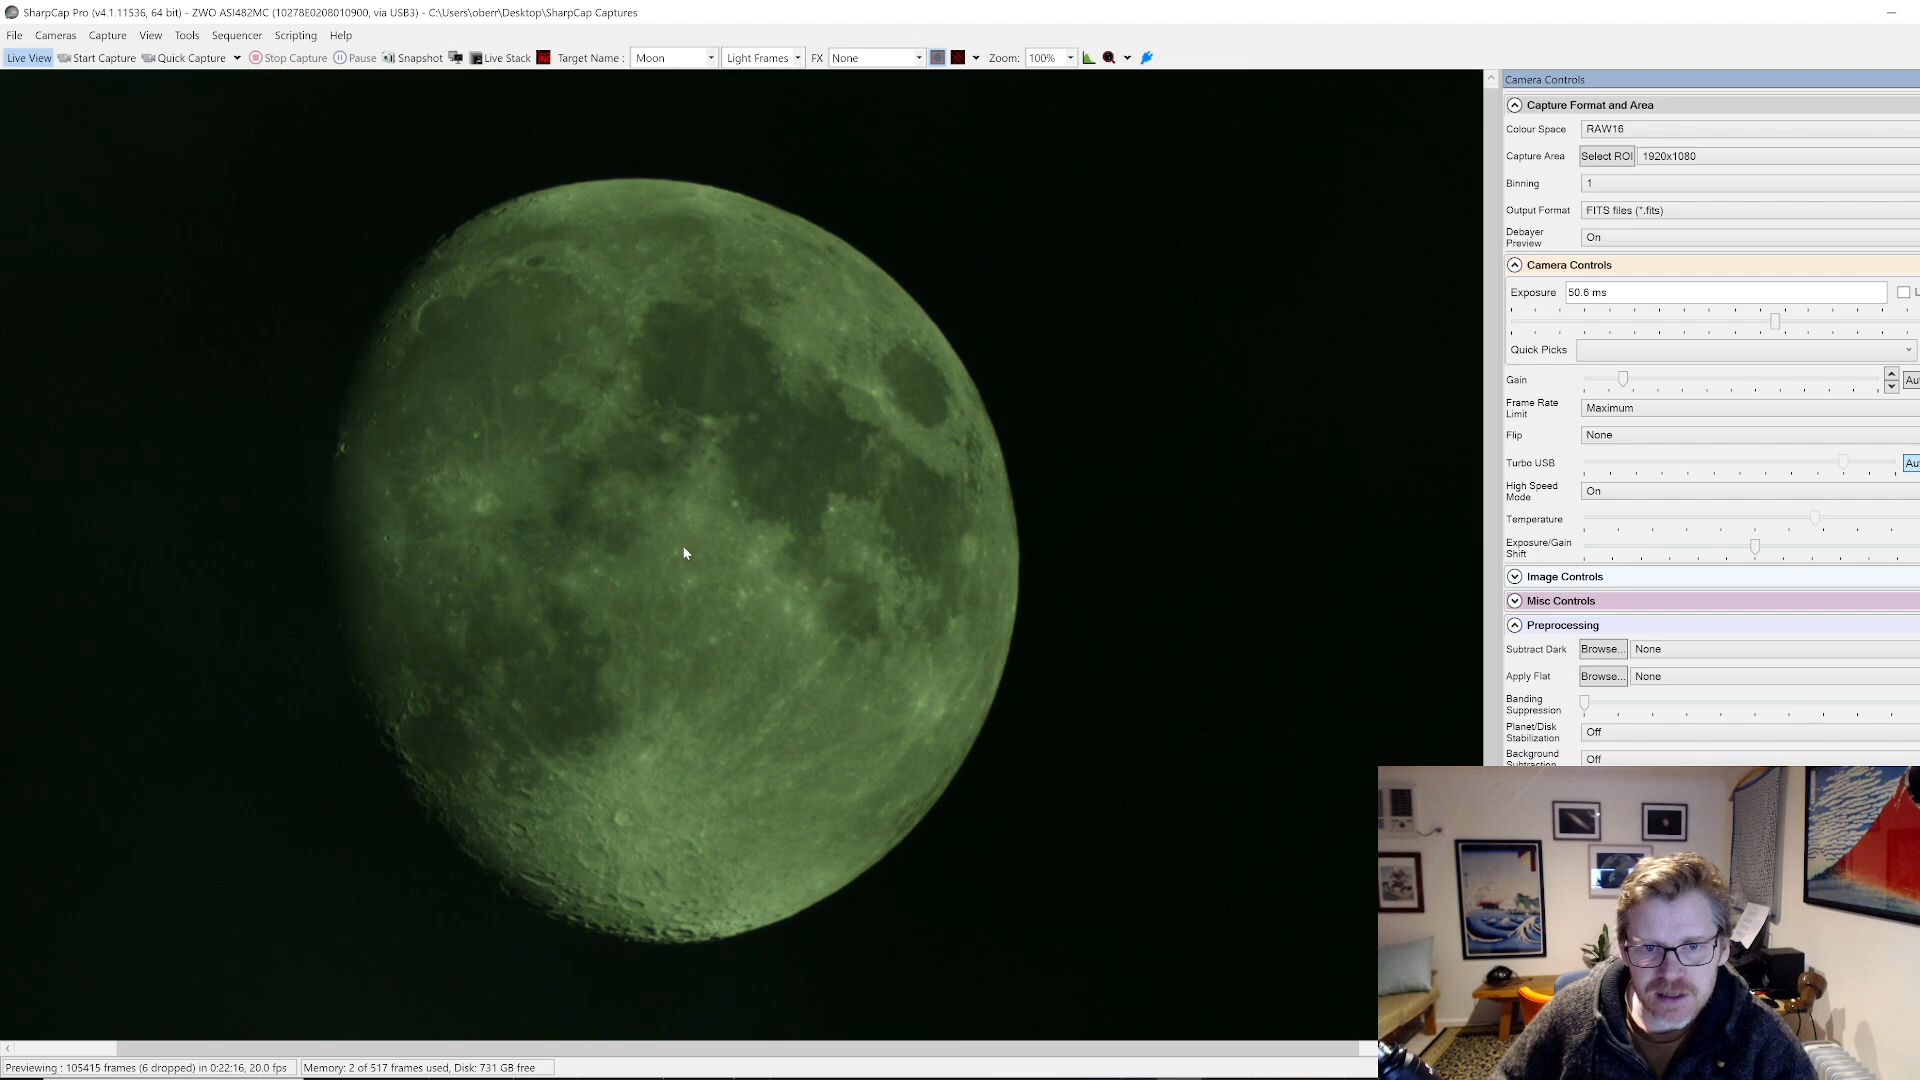 SharpCap Pro (v4.1.11536, 64 bit) - ZWO ASI482MC (10278E0208010900, via USB3) - C:\Users\oberr\Desktop\SharpCap Captures
File Cameras Capture View Tools Sequencer Scripting Help
Live View Start Capture Quick Capture Stop Capture Pause Snapshot Live Stack Target Name : Moon Light Frames FX None Zoom: 100%
Camera Controls
Capture Format and Area
Colour Space RAW16
Capture Area Select ROI 1920x1080
Binning 1
Output Format FITS files (*.fits)
Debayer Preview On
Camera Controls
Exposure 50.6 ms L
Quick Picks
Gain Au
Frame Rate Limit Maximum
Flip None
Turbo USB Au
High Speed Mode On
Temperature
Exposure/Gain Shift
Image Controls
Misc Controls
Preprocessing
Subtract Dark Browse... None
Apply Flat Browse... None
Banding Suppression
Planet/Disk Stabilization Off
Background Subtraction Off
Previewing : 105415 frames (6 dropped) in 0:22:16, 20.0 fps Memory: 2 of 517 frames used, Disk: 731 GB free